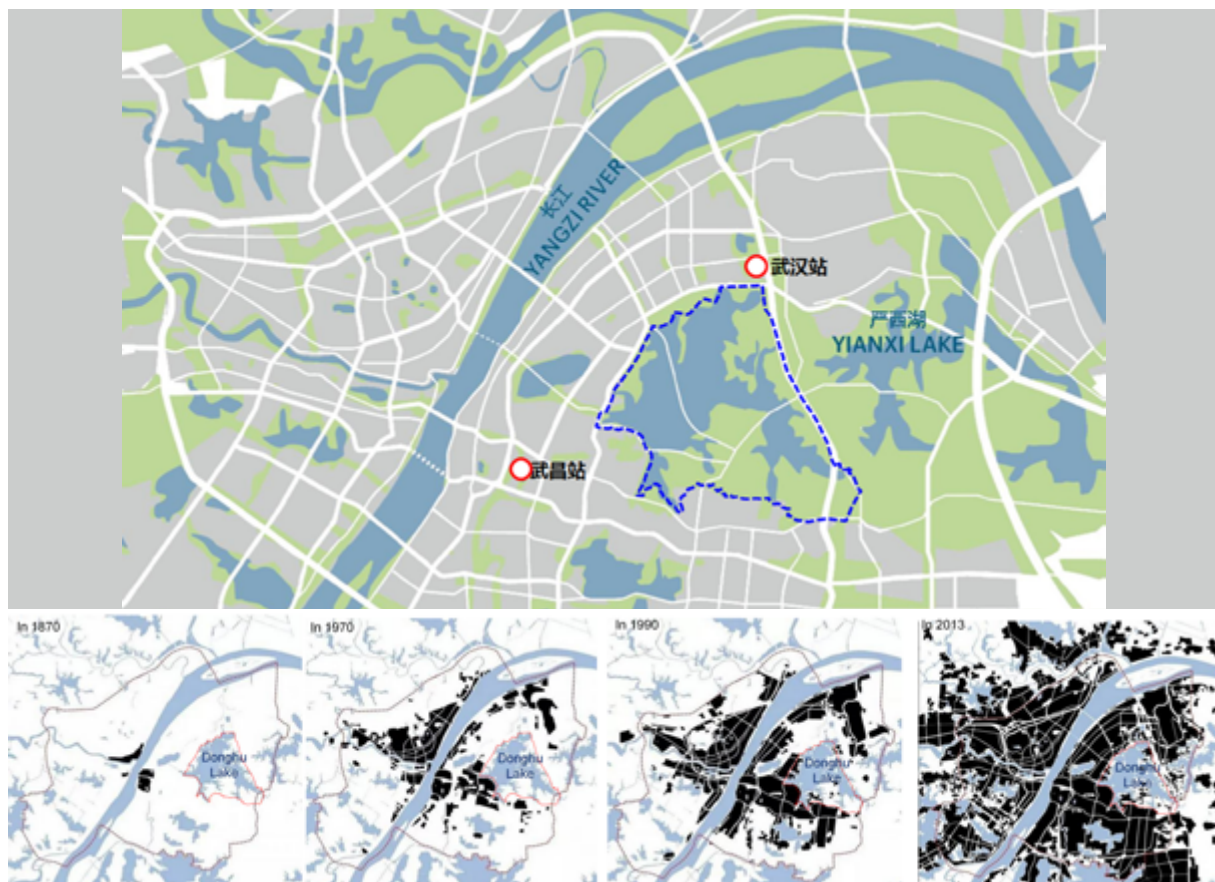 长江
YANGZI RIVER
武汉站
严西湖
YIANXI LAKE
武昌站
In 1870
In 1970
In 1990
In 2013
Donghu
Lake
Donghu
Lake
Donghu
Lake
Donghu
Lake